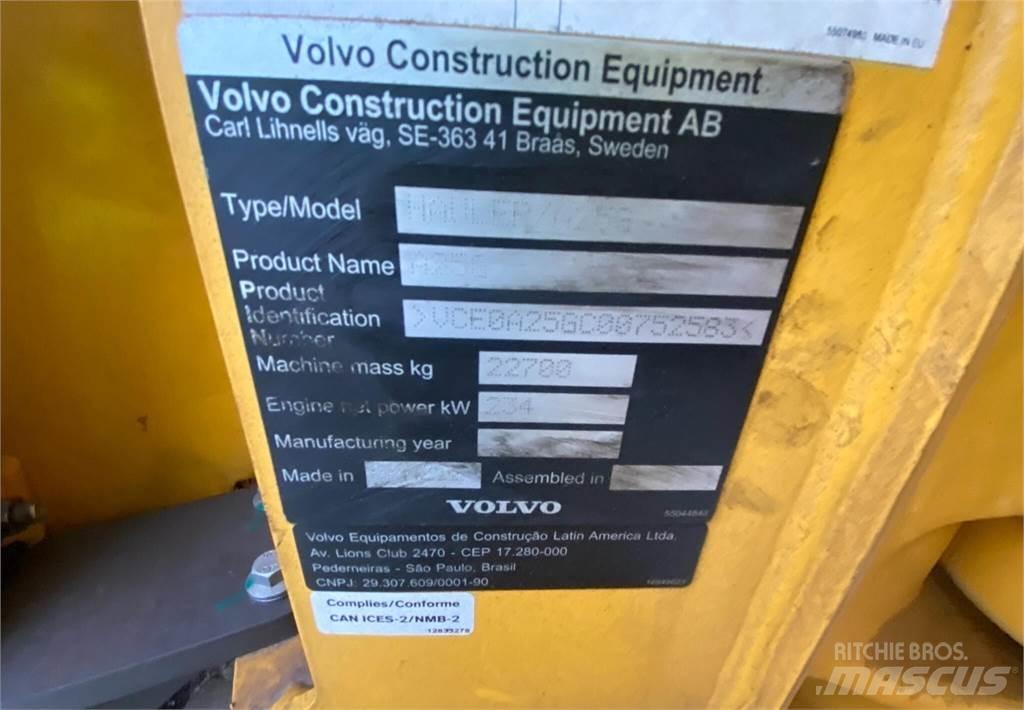 MADE IN EU
Volvo Construction Equipment
Volvo Construction Equipment AB
Carl Lihnells väg, SE-363 41 Braås, Sweden
Type/Model HAULER/A25G
Product Name A25G
Product
Identification >VCE0A25GC00752583<
Number
Machine mass kg 22700
Engine net power kW 234
Manufacturing year
Made in Assembled in
VOLVO
Volvo Equipamentos de Construção Latin America Ltda.
Av. Lions Club 2470 - CEP 17.280-000
Pederneiras - São Paulo, Brasil
CNPJ: 29.307.609/0001-90
Complies/Conforme
CAN ICES-2/NMB-2
RITCHIE BROS.
MASCUS